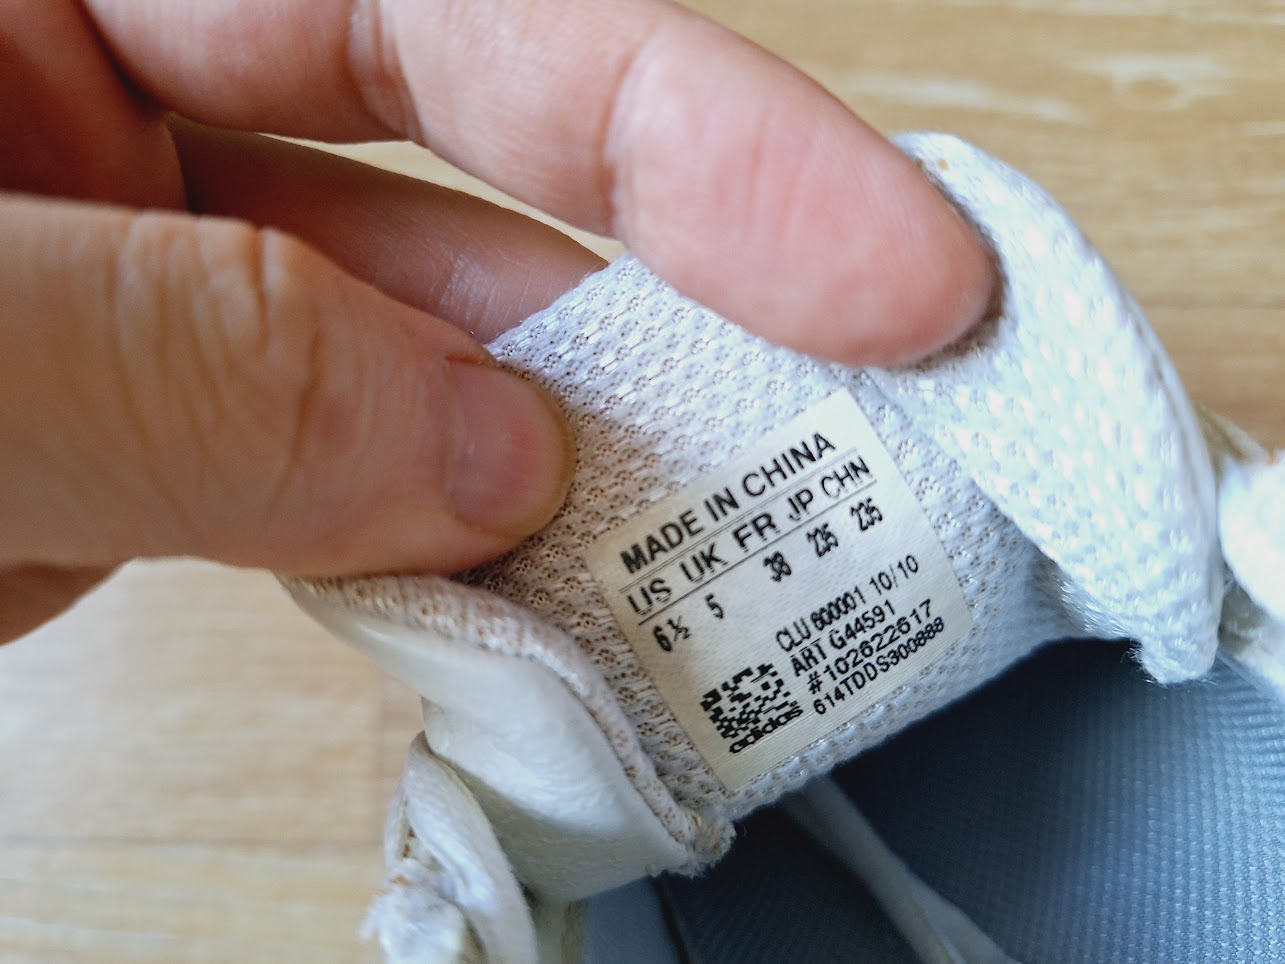 MADE IN CHINA
US UK FR JP CHN
6½ 5 38 235 235
CLU 600001 10/10
ART G44591
#102622617
614TDDS300888
adidas